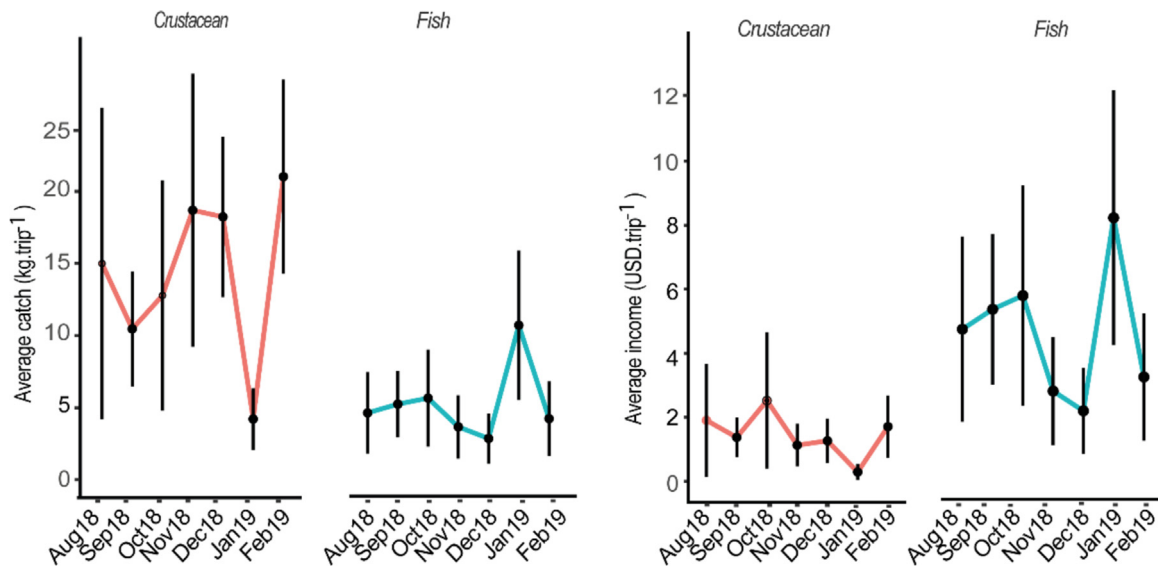 Crustacean
Fish
Average catch (kg.trip⁻¹)
25
20
15
10
5
0
Aug18
Sep18
Oct18
Nov18
Dec18
Jan19
Feb19
Aug18
Sep18
Oct18
Nov18
Dec18
Jan19
Feb19
Crustacean
Fish
Average income (USD.trip⁻¹)
12
10
8
6
4
2
0
Aug18
Sep18
Oct18
Nov18
Dec18
Jan19
Feb19
Aug18
Sep18
Oct18
Nov18
Dec18
Jan19
Feb19